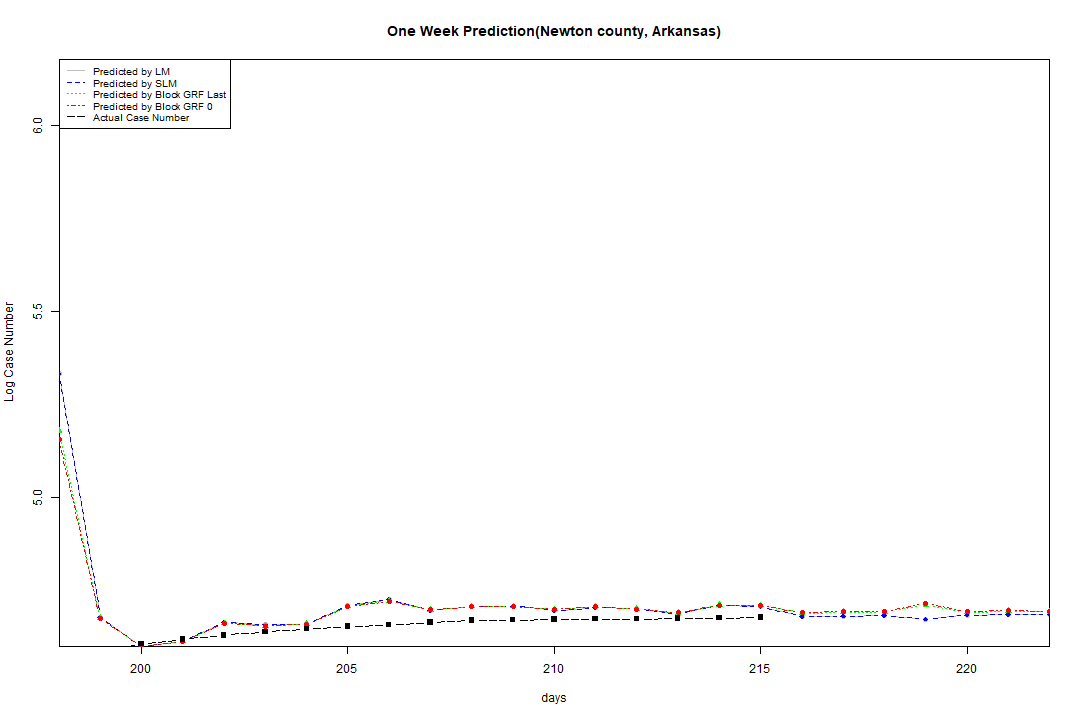 One Week Prediction(Newton county, Arkansas)
Predicted by LM
Predicted by SLM
Predicted by Block GRF Last
Predicted by Block GRF 0
Actual Case Number
6.0
5.5
5.0
Log Case Number
200 205 210 215 220
days